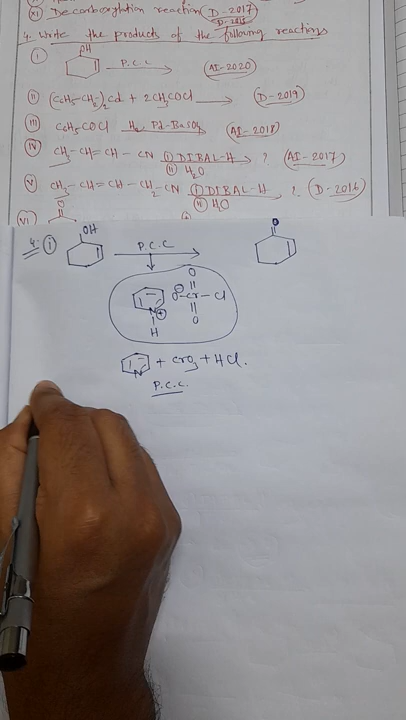 (XI) Decarboxylation reaction (D-2017)
D-2015
4. Write the products of the following reactions
OH
(i) P.C.C (AI-2020)
(II) (C6H5-CH2)2Cd + 2CH3COCl → (D-2019)
(III) C6H5COCl H2, Pd-BaSO4 (AI-2018)
(IV) CH3-CH=CH-CN (I) DIBAL-H ? (AI-2017)
(II) H2O
(V) CH3-CH=CH-CH2-CN (I) DIBAL-H ? (D-2016)
(II) H2O
(VI) O
4. (i) OH P.C.C O
O
N⊕ ⊖O-Cr-Cl
H O
N + CrO3 + HCl.
P.C.C.